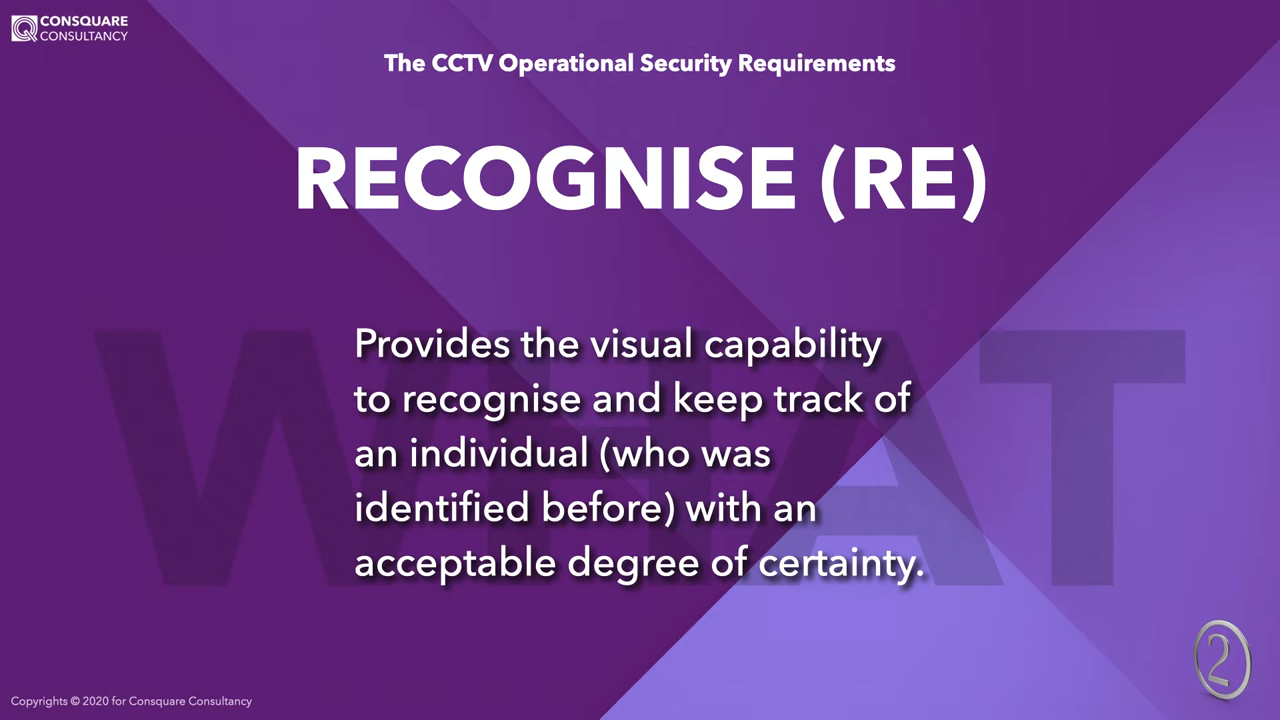 CONSQUARE
CONSULTANCY
The CCTV Operational Security Requirements
RECOGNISE (RE)
WHAT
Provides the visual capability
to recognise and keep track of
an individual (who was
identified before) with an
acceptable degree of certainty.
2
Copyrights © 2020 for Consquare Consultancy